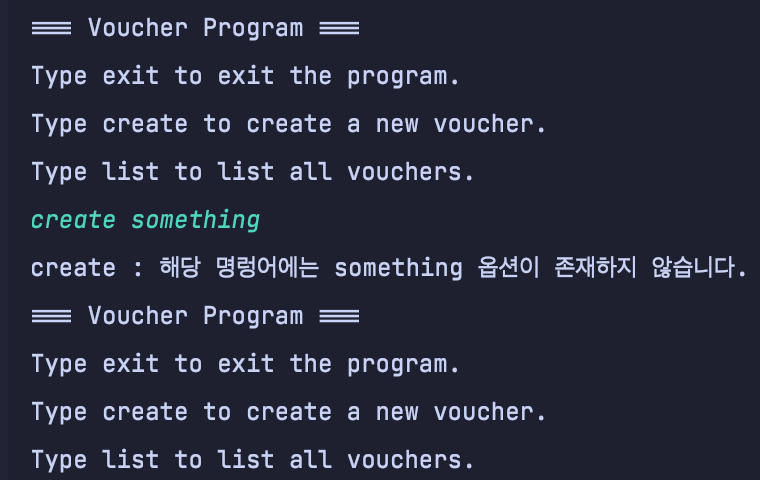 === Voucher Program ===
Type exit to exit the program.
Type create to create a new voucher.
Type list to list all vouchers.
create something
create : 해당 명렁어에는 something 옵션이 존재하지 않습니다.
=== Voucher Program ===
Type exit to exit the program.
Type create to create a new voucher.
Type list to list all vouchers.